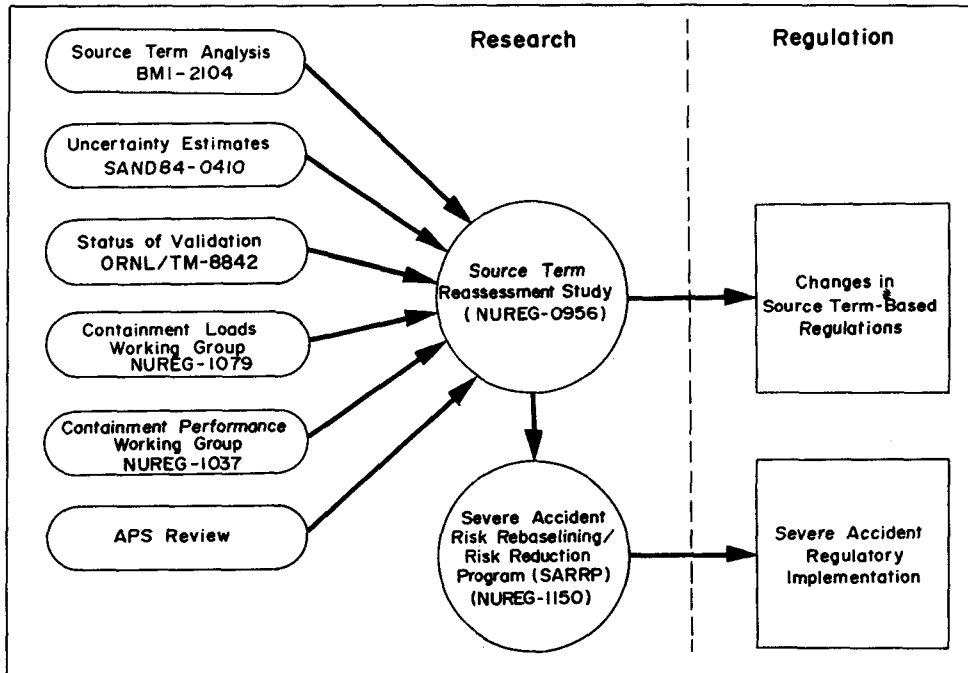 Research
Regulation
Source Term Analysis
BMI-2104
Uncertainty Estimates
SAND84-0410
Status of Validation
ORNL/TM-8842
Containment Loads
Working Group
NUREG-1079
Containment Performance
Working Group
NUREG-1037
APS Review
Source Term
Reassessment Study
(NUREG-0956)
Severe Accident
Risk Rebaselining/
Risk Reduction
Program (SARRP)
(NUREG-1150)
Changes in
Source Term-Based
Regulations
Severe Accident
Regulatory
Implementation